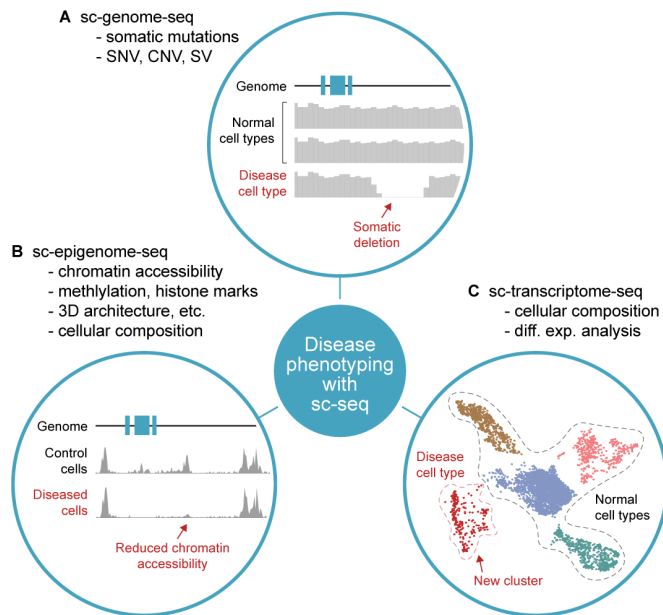 A sc-genome-seq
- somatic mutations
- SNV, CNV, SV
Genome
Normal
cell types
Disease
cell type
Somatic
deletion
B sc-epigenome-seq
- chromatin accessibility
- methlylation, histone marks
- 3D architecture, etc.
- cellular composition
Genome
Control
cells
Diseased
cells
Reduced chromatin
accessibility
Disease
phenotyping
with
sc-seq
C sc-transcriptome-seq
- cellular composition
- diff. exp. analysis
Disease
cell type
Normal
cell types
New cluster